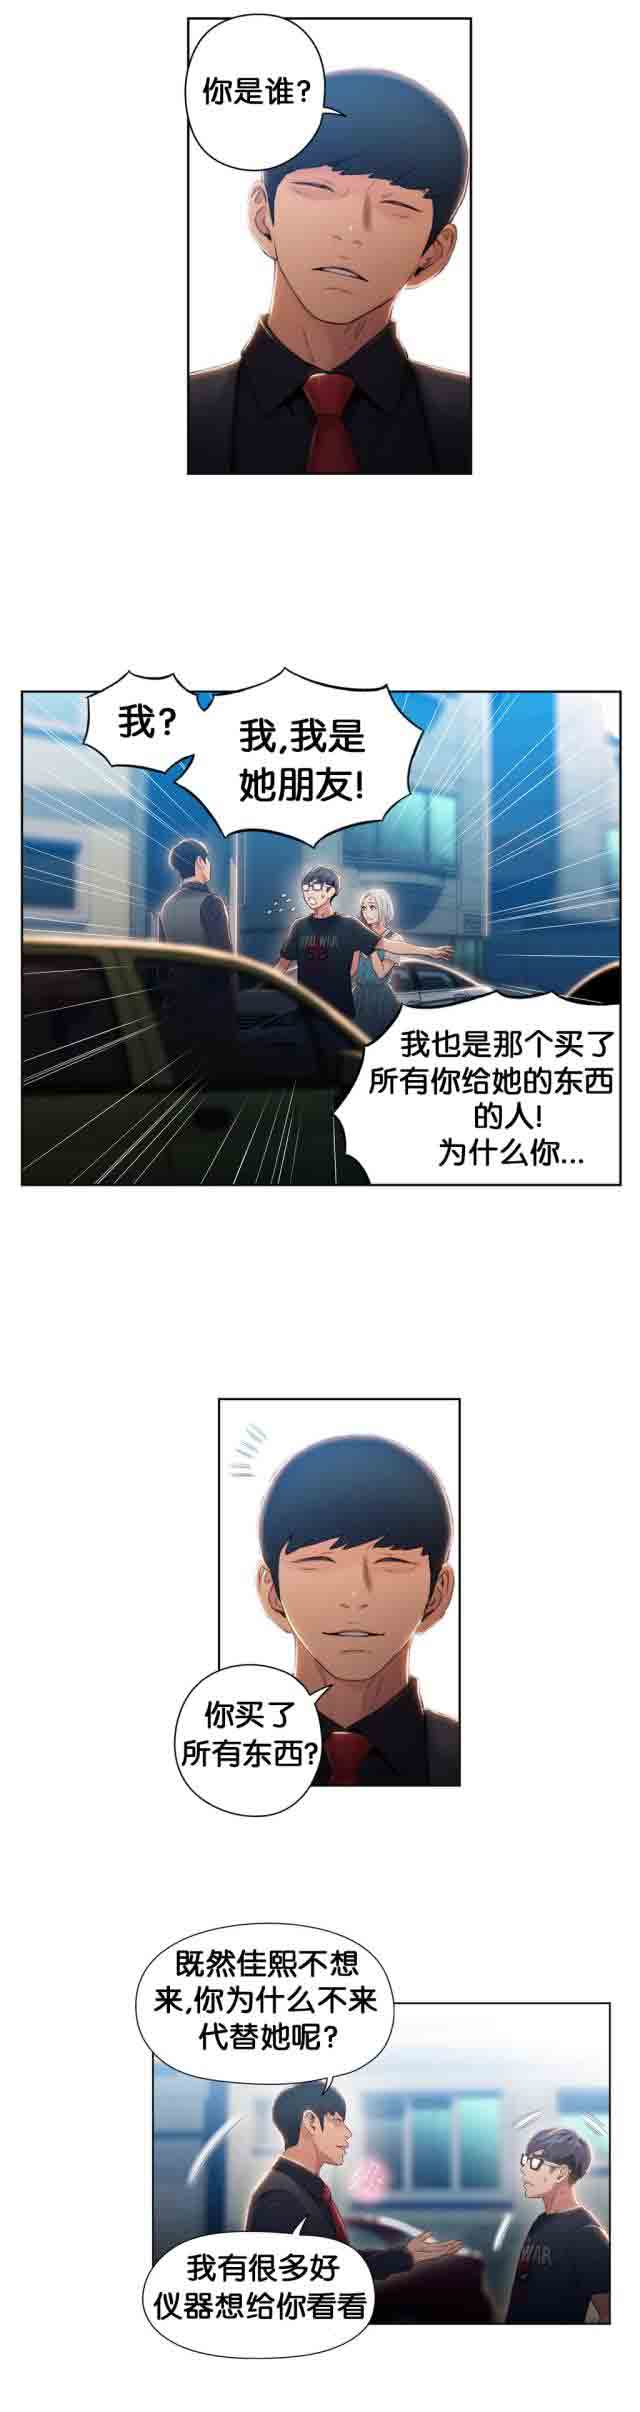 你是谁?
我?
我,我是
她朋友!
我也是那个买了
所有你给她的东西
的人!
为什么你...
你买了
所有东西?
既然佳熙不想
来,你为什么不来
代替她呢?
我有很多好
仪器想给你看看
WAR